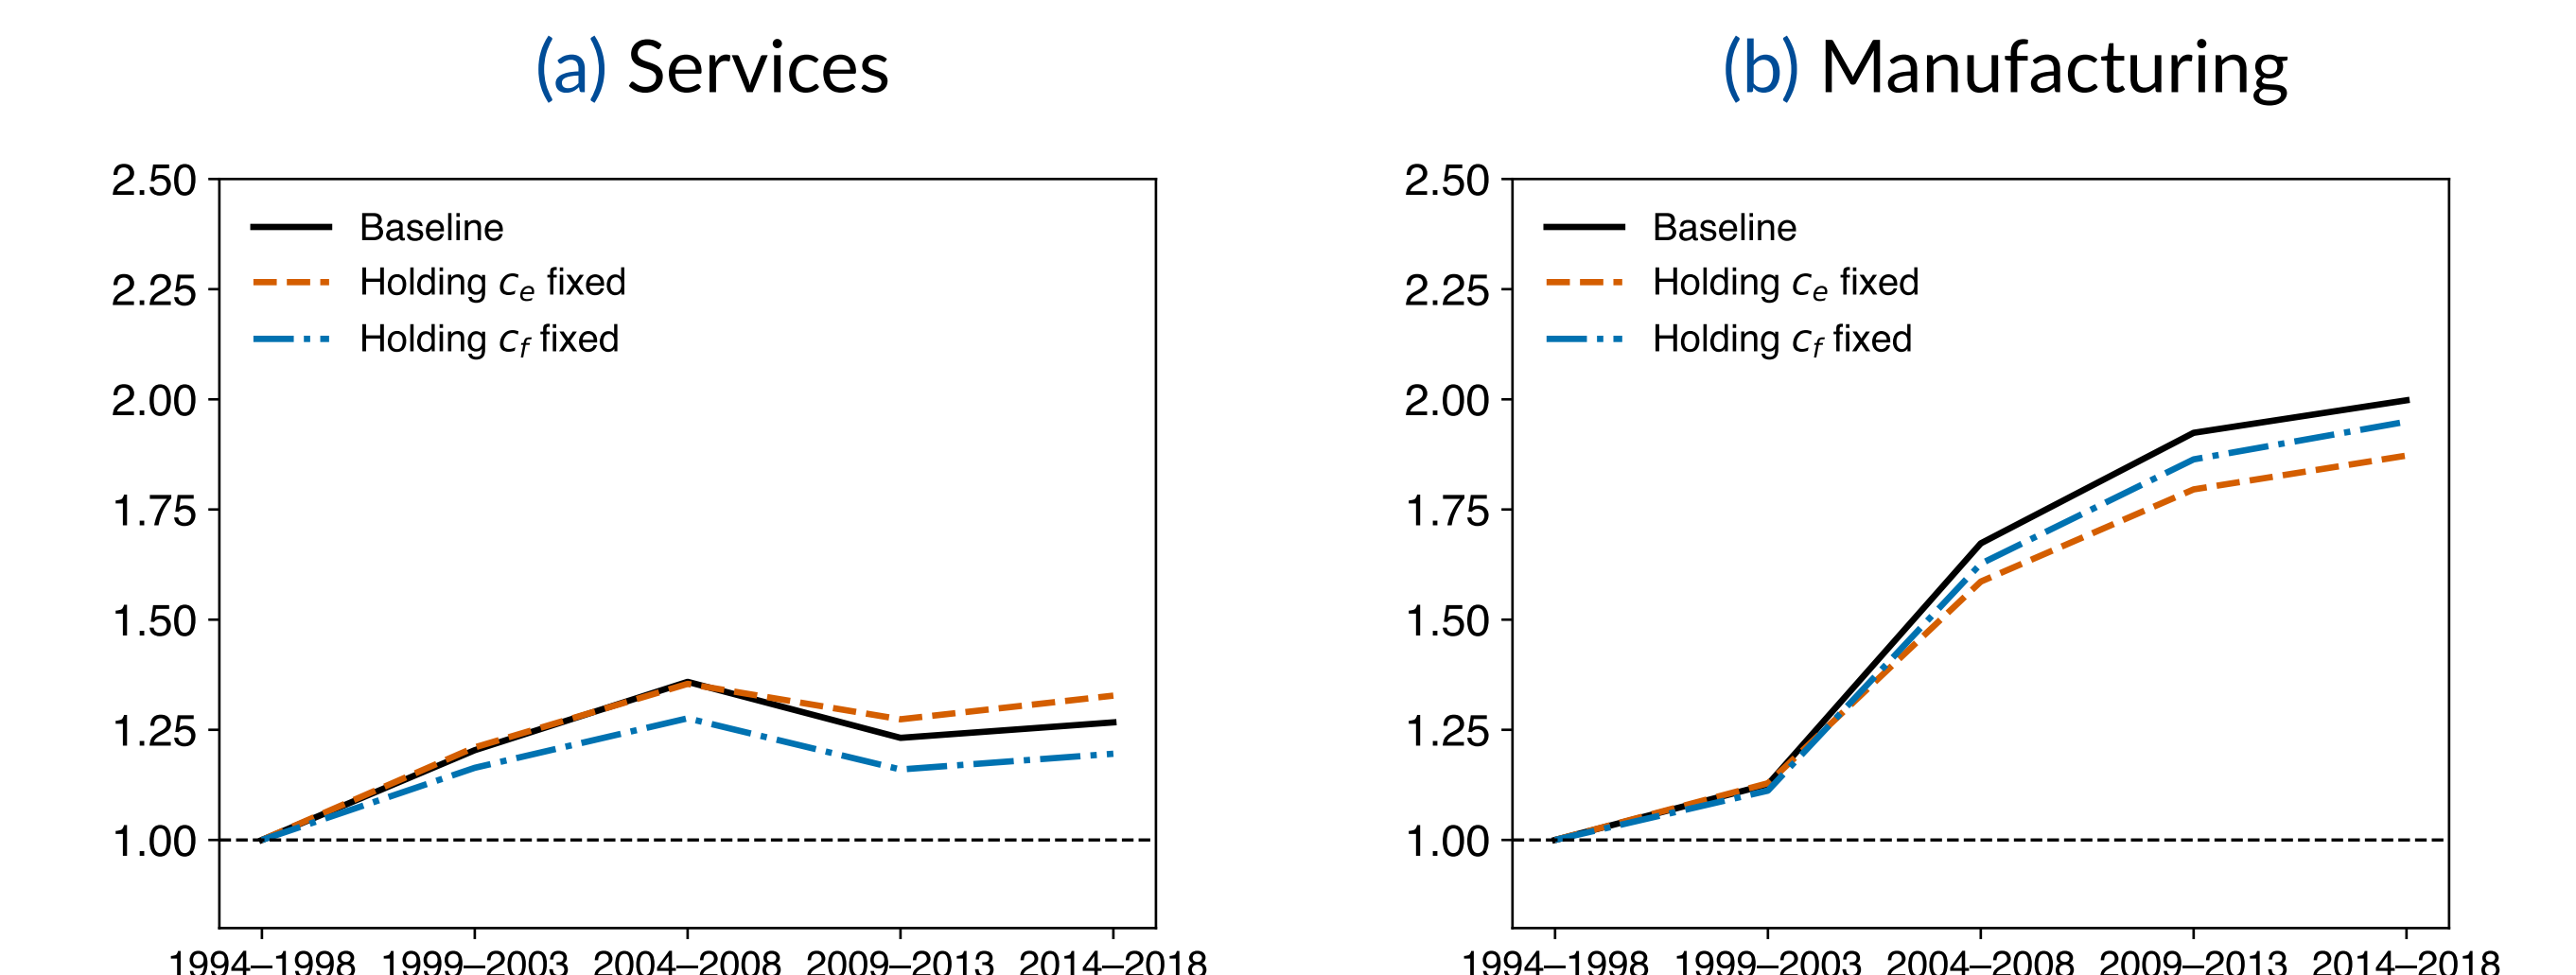 (a) Services
2.50
2.25
2.00
1.75
1.50
1.25
1.00
Baseline
Holding c_e fixed
Holding c_f fixed
1994–1998 1999–2003 2004–2008 2009–2013 2014–2018
(b) Manufacturing
2.50
2.25
2.00
1.75
1.50
1.25
1.00
Baseline
Holding c_e fixed
Holding c_f fixed
1994–1998 1999–2003 2004–2008 2009–2013 2014–2018